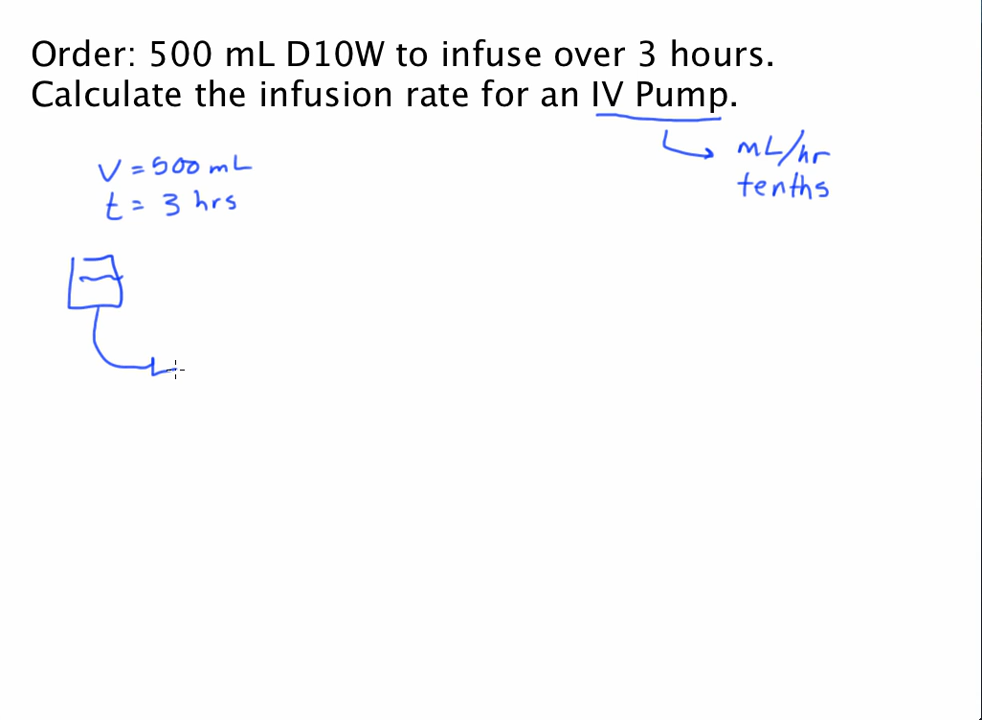 Order: 500 mL D10W to infuse over 3 hours.
Calculate the infusion rate for an IV Pump.
mL/hr
tenths
V = 500 mL
t = 3 hrs